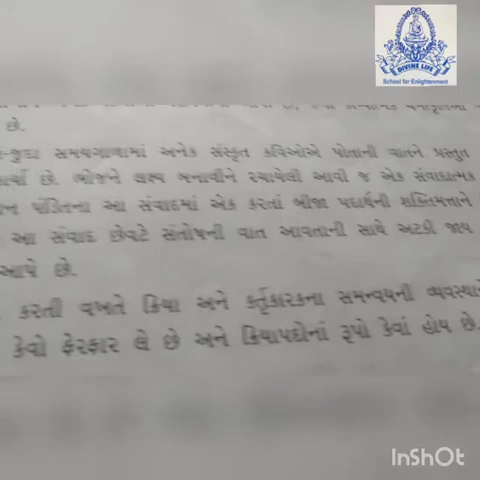 DIVINE LIFE
School for Enlightenment
છે.
-જુદા સમયગાળામાં અનેક સંસ્કૃત કવિઓએ પોતાની વાતને પ્રસ્તુત
છે. ભોજને લક્ષ્ય બનાવીને રચાયેલી આવી જ એક સંવાદાત્મક
પંડિતના આ સંવાદમાં એક કરતાં બીજા પદાર્થની શક્તિમત્તાને
આ સંવાદ છેવટે સંતોષની વાત આવતાની સાથે અટકી જાય
આપે છે.
કરતી વખતે ક્રિયા અને કર્તૃકારકના સમન્વયની વ્યવસ્થાને
કેવો ફેરફાર લે છે અને ક્રિયાપદોનાં રૂપો કેવાં હોય છે.
InShOt